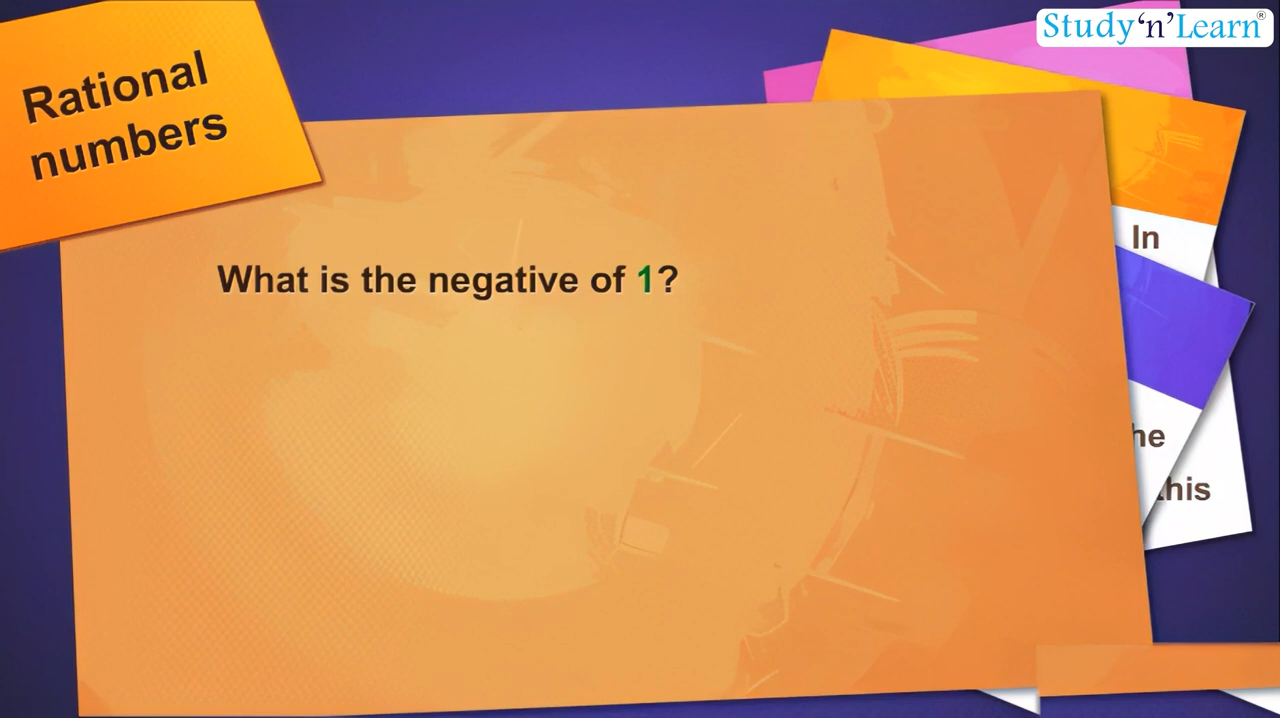 Study‘n’Learn®
Rational
numbers
What is the negative of 1?
In
he
this